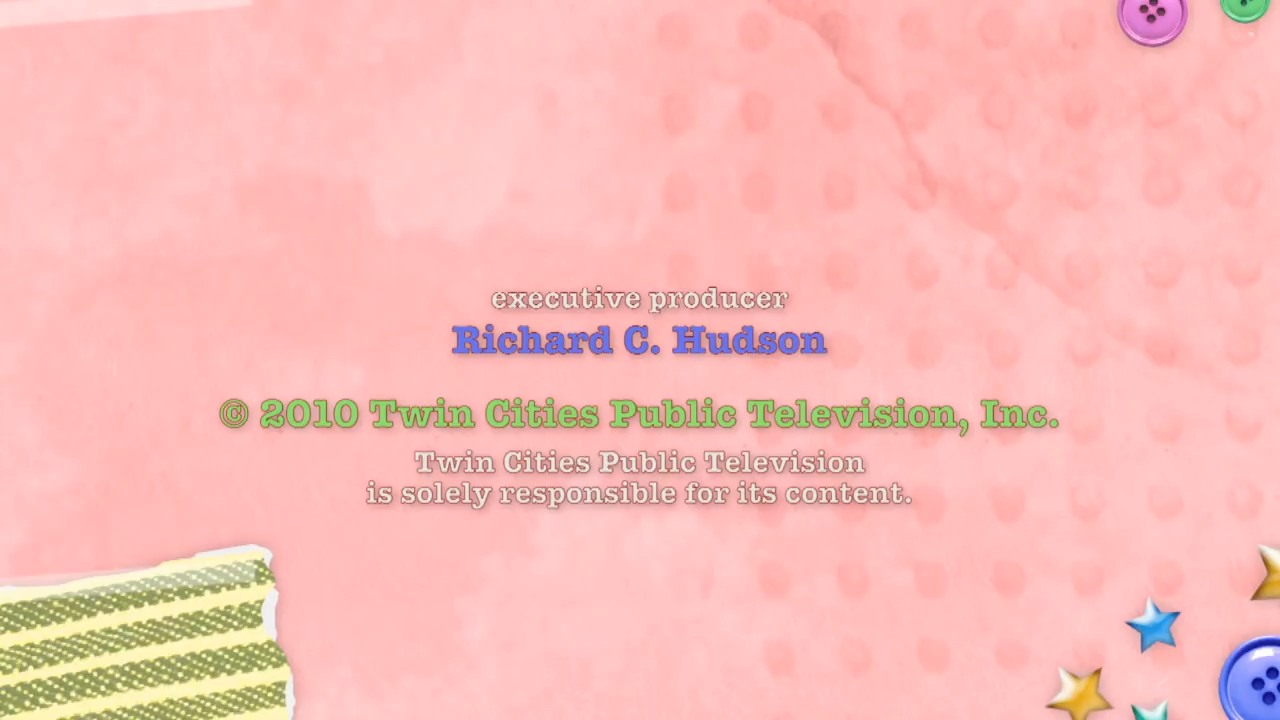 executive producer
Richard C. Hudson
© 2010 Twin Cities Public Television, Inc.
Twin Cities Public Television
is solely responsible for its content.